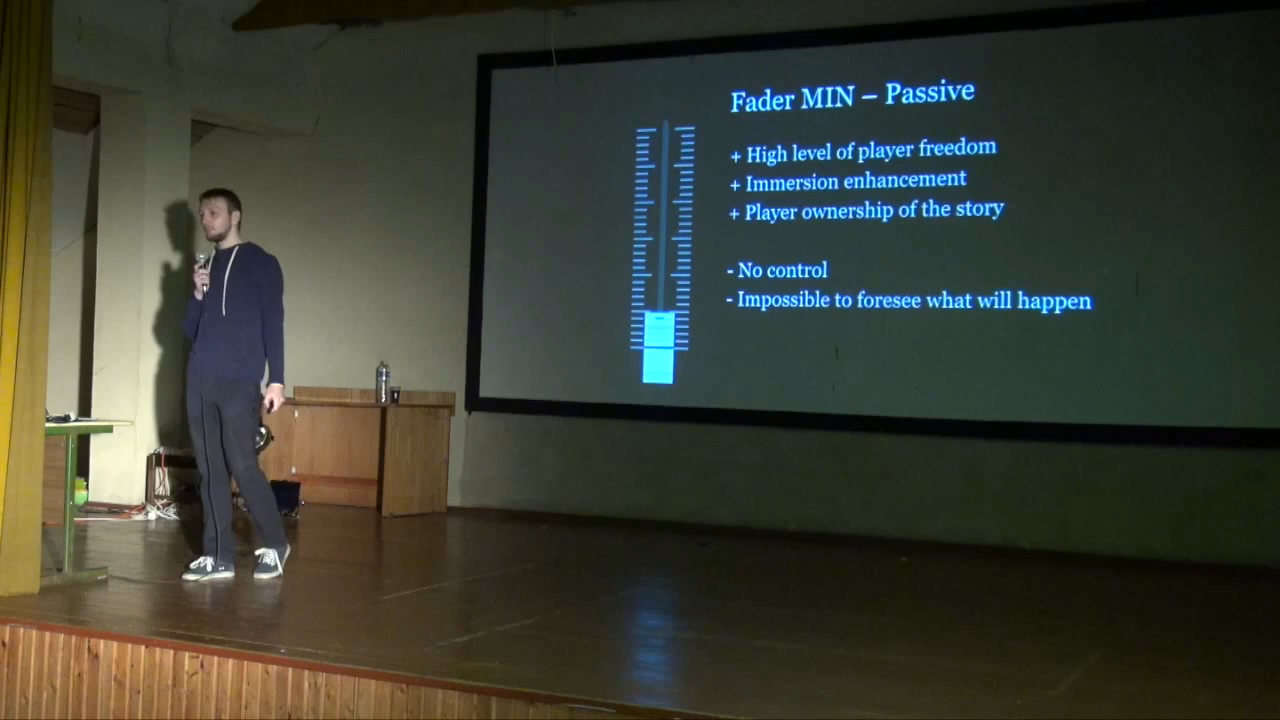 Fader MIN – Passive
+ High level of player freedom
+ Immersion enhancement
+ Player ownership of the story
- No control
- Impossible to foresee what will happen